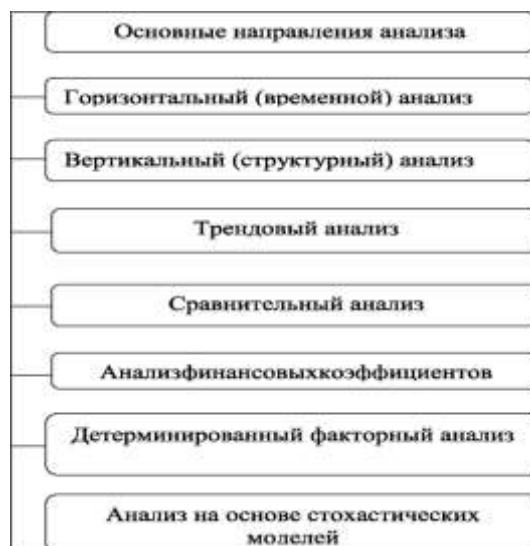 Основные направления анализа
Горизонтальный (временной) анализ
Вертикальный (структурный) анализ
Трендовый анализ
Сравнительный анализ
Анализфинансовыхкоэффициентов
Детерминированный факторный анализ
Анализ на основе стохастических
моделей